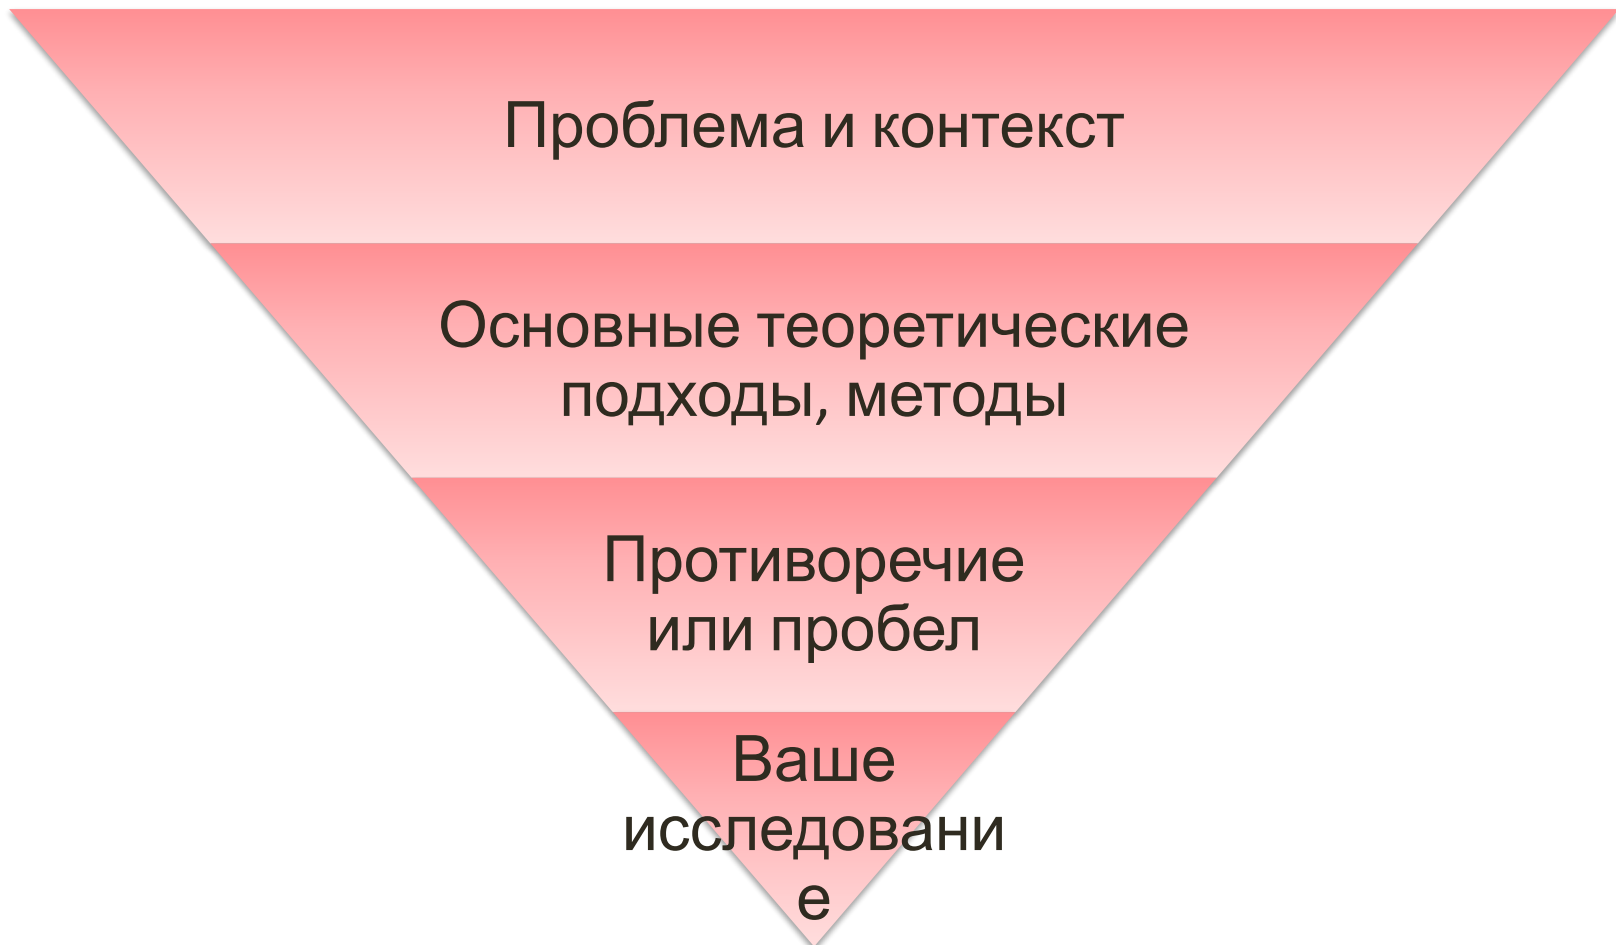 Проблема и контекст
Основные теоретические
подходы, методы
Противоречие
или пробел
Ваше
исследовани
е